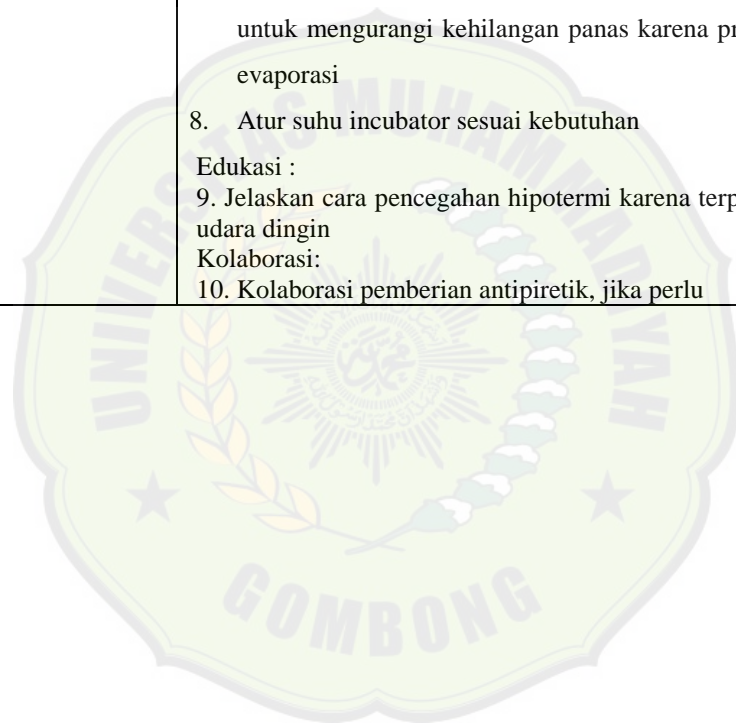 untuk mengurangi kehilangan panas karena
evaporasi
8. Atur suhu incubator sesuai kebutuhan
Edukasi :
9. Jelaskan cara pencegahan hipotermi karena
udara dingin
Kolaborasi:
10. Kolaborasi pemberian antipiretik, jika perlu
UNIVERSITAS MUHAMMADIYAH
GOMBONG